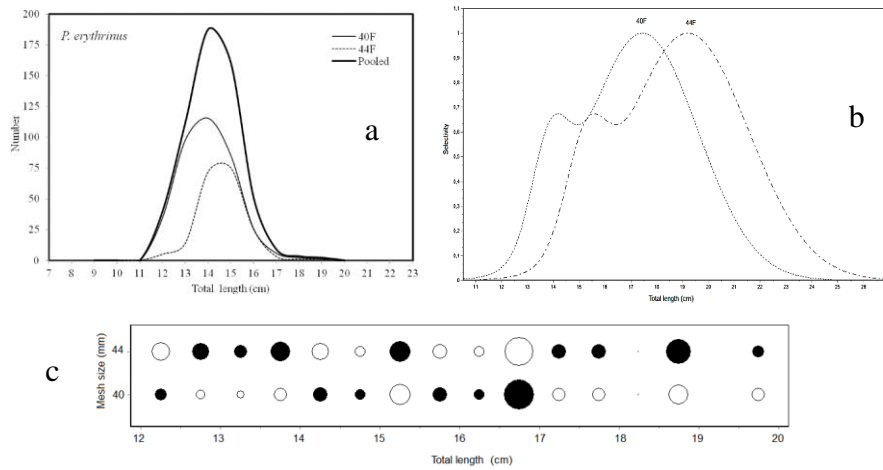 P. erythrinus
40F
44F
Pooled
200
175
150
125
100
75
50
25
0
Number
7 8 9 10 11 12 13 14 15 16 17 18 19 20 21 22 23
Total length (cm)
a
1,1
1
0,9
0,8
0,7
0,6
0,5
0,4
0,3
0,2
0,1
0
Selectivity
40F 44F
11 12 13 14 15 16 17 18 19 20 21 22 23 24 25 26
Total length (cm)
b
c
Mesh size (mm)
44
40
12 13 14 15 16 17 18 19 20
Total length (cm)